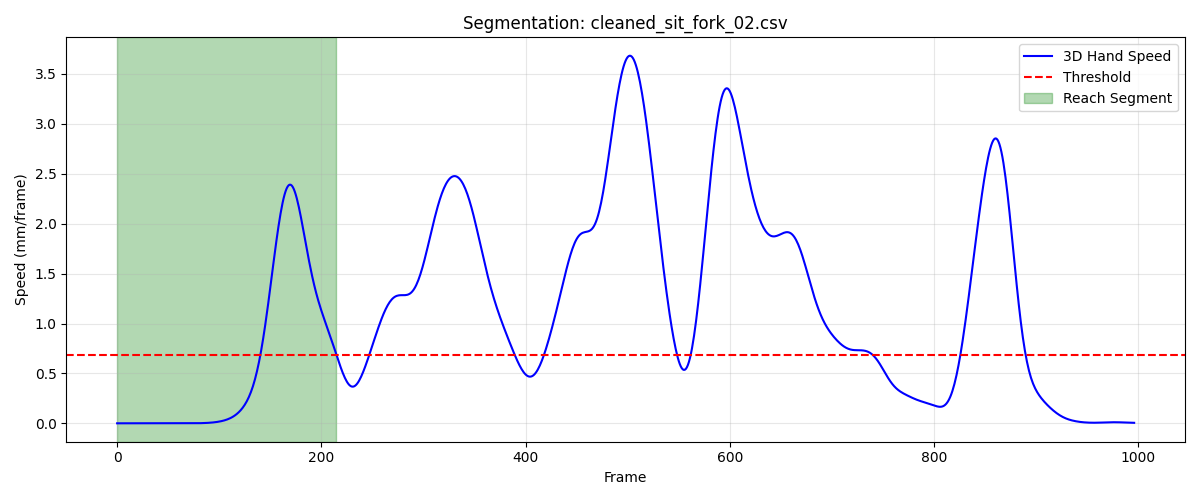 Segmentation: cleaned_sit_fork_02.csv
3D Hand Speed
Threshold
Reach Segment
Speed (mm/frame)
3.5
3.0
2.5
2.0
1.5
1.0
0.5
0.0
0 200 400 600 800 1000
Frame